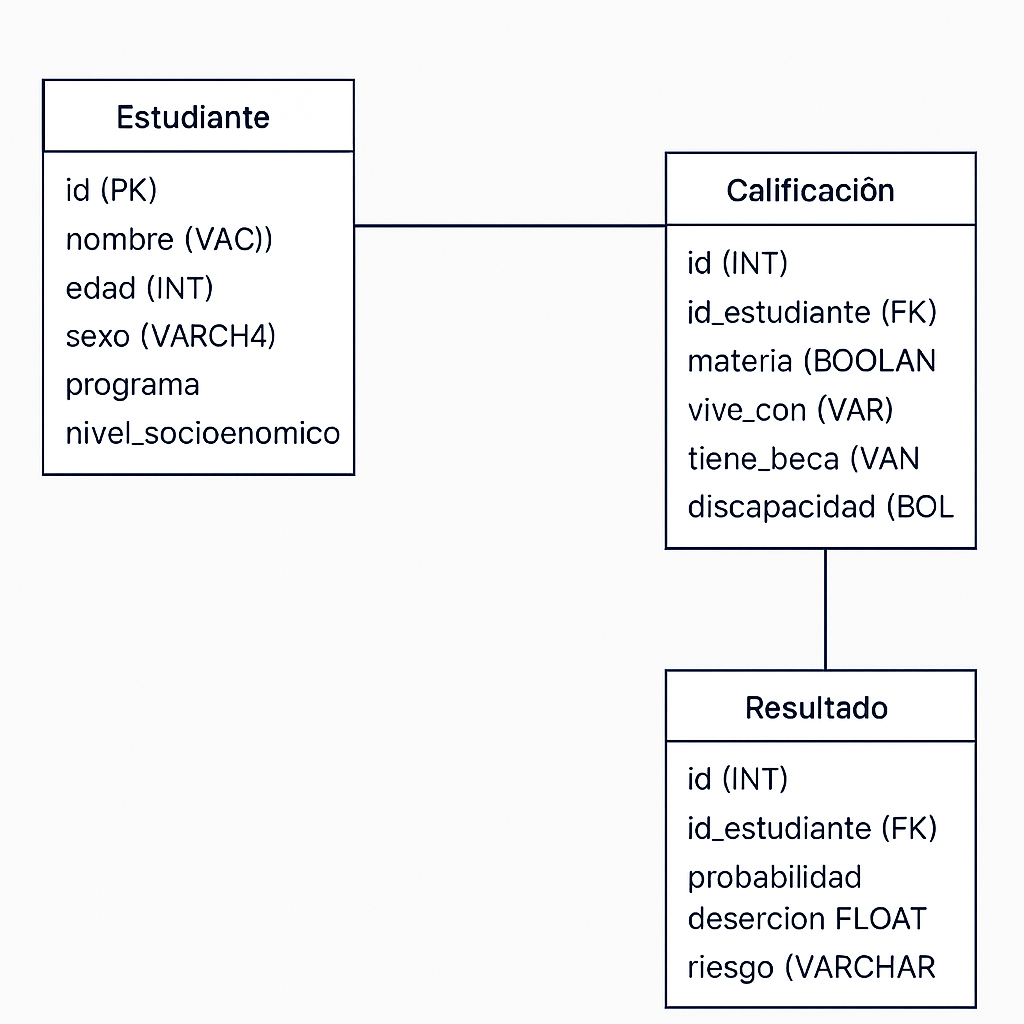 Estudiante
id (PK)
nombre (VAC))
edad (INT)
sexo (VARCH4)
programa
nivel_socioenomico
Calificaciôn
id (INT)
id_estudiante (FK)
materia (BOOLAN
vive_con (VAR)
tiene_beca (VAN
discapacidad (BOL
Resultado
id (INT)
id_estudiante (FK)
probabilidad
desercion FLOAT
riesgo (VARCHAR